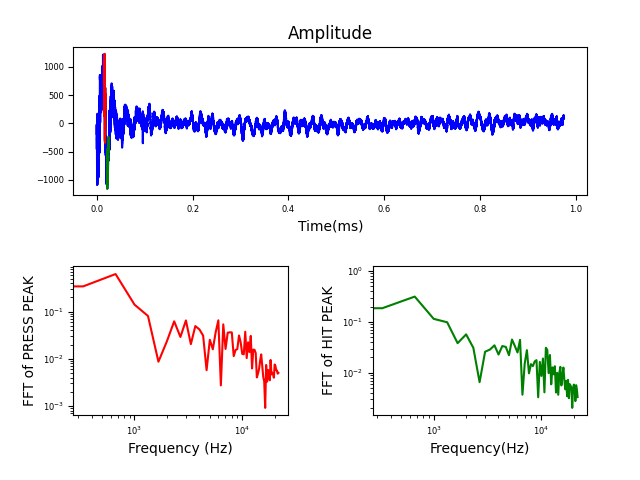 Amplitude
1000
500
0
−500
−1000
0.0 0.2 0.4 0.6 0.8 1.0
Time(ms)
FFT of PRESS PEAK
10⁻¹
10⁻²
10⁻³
10³ 10⁴
Frequency (Hz)
FFT of HIT PEAK
10⁰
10⁻¹
10⁻²
10³ 10⁴
Frequency(Hz)